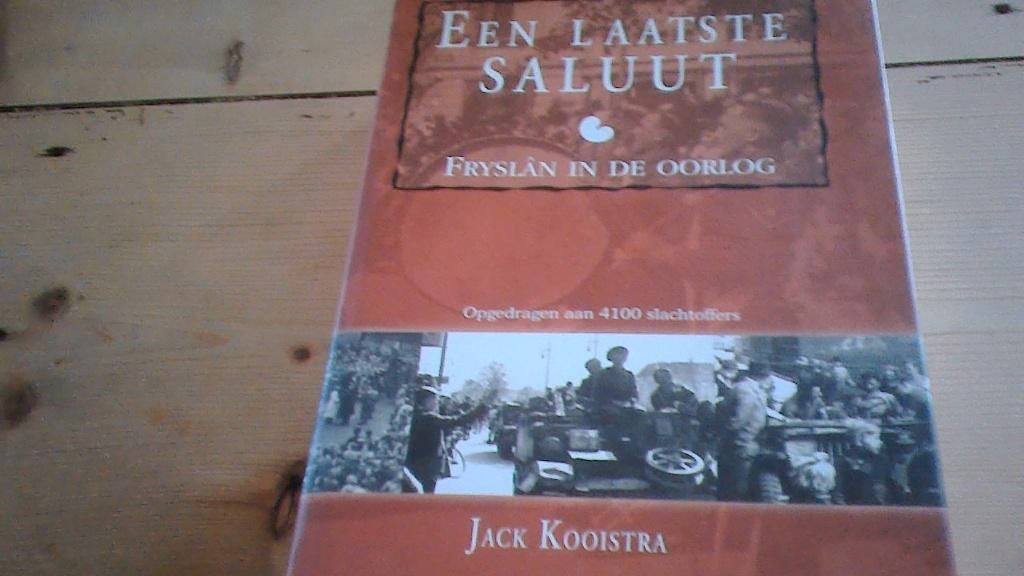 EEN LAATSTE
SALUUT
FRYSLÂN IN DE OORLOG
Opgedragen aan 4100 slachtoffers
JACK KOOISTRA